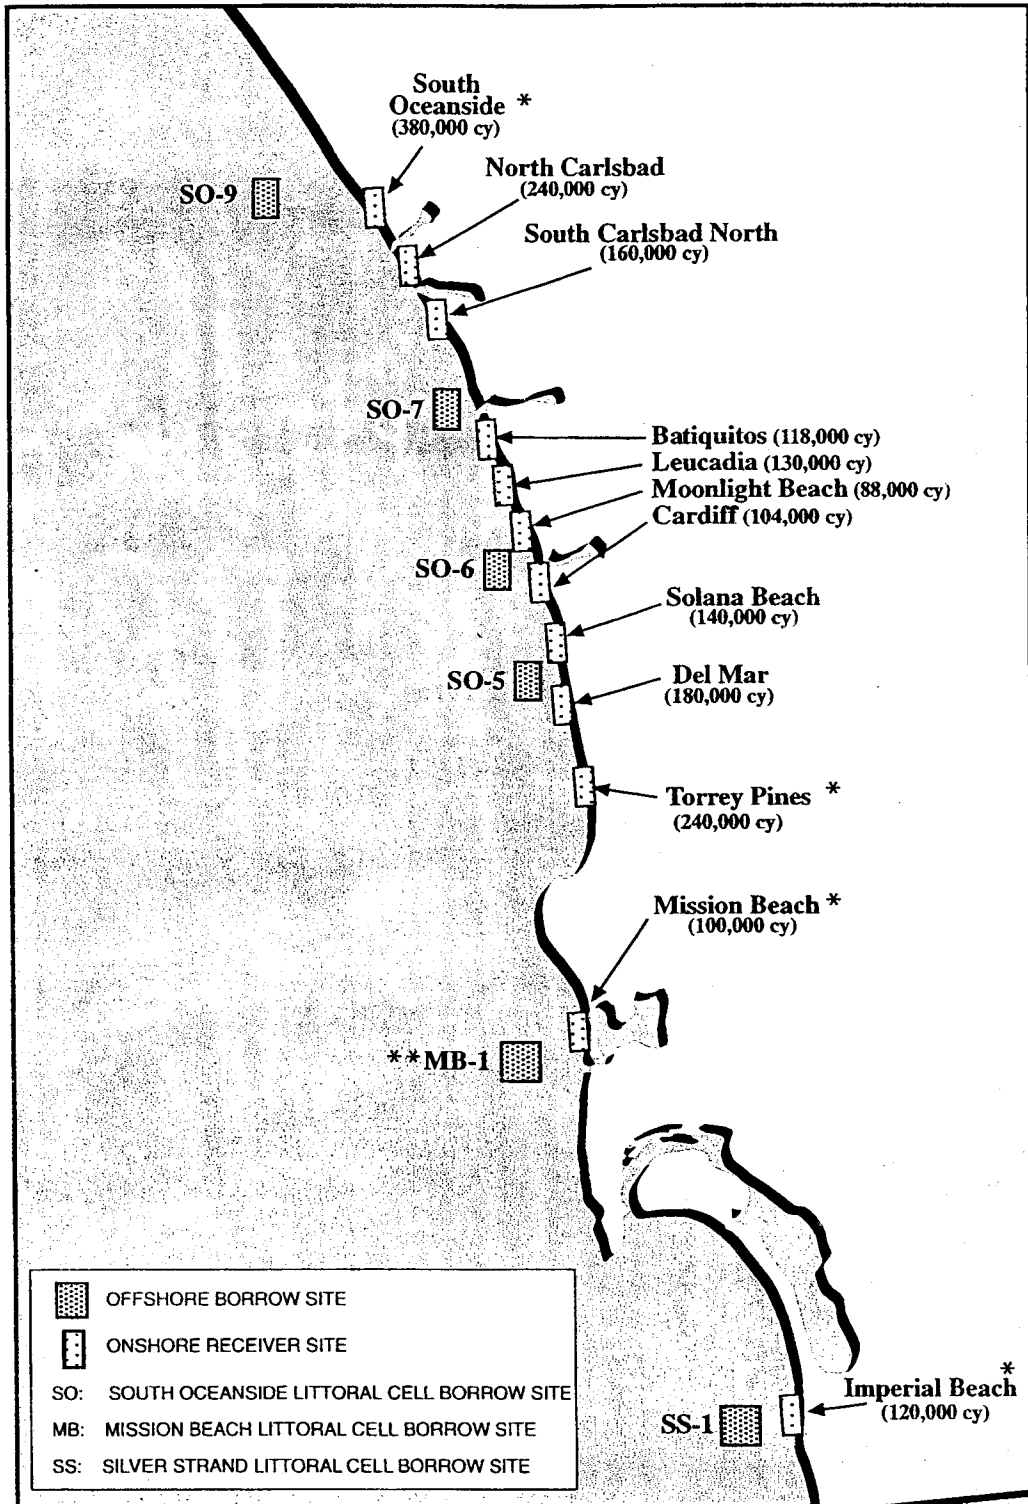 South
Oceanside *
(380,000 cy)
North Carlsbad
(240,000 cy)
SO-9
South Carlsbad North
(160,000 cy)
SO-7
Batiquitos (118,000 cy)
Leucadia (130,000 cy)
Moonlight Beach (88,000 cy)
Cardiff (104,000 cy)
SO-6
Solana Beach
(140,000 cy)
SO-5
Del Mar
(180,000 cy)
Torrey Pines *
(240,000 cy)
Mission Beach *
(100,000 cy)
**MB-1
OFFSHORE BORROW SITE
ONSHORE RECEIVER SITE
SO: SOUTH OCEANSIDE LITTORAL CELL BORROW SITE
MB: MISSION BEACH LITTORAL CELL BORROW SITE
SS: SILVER STRAND LITTORAL CELL BORROW SITE
*
Imperial Beach
(120,000 cy)
SS-1